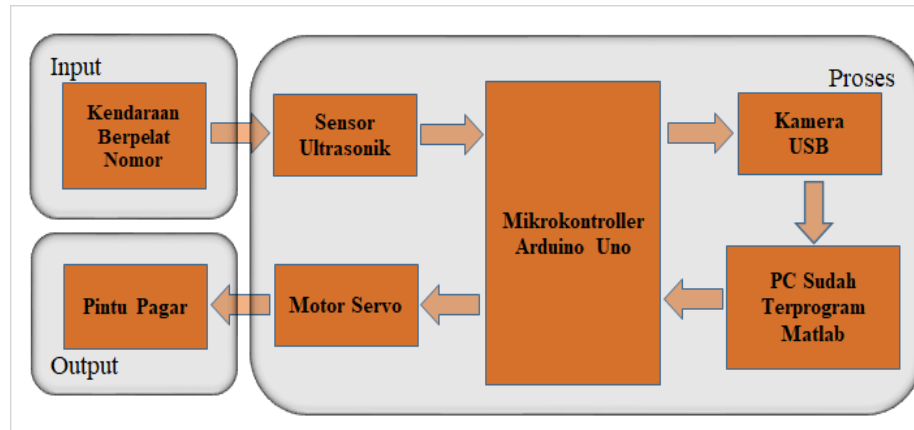 Input
Kendaraan
Berpelat
Nomor
Proses
Sensor
Ultrasonik
Mikrokontroller
Arduino Uno
Kamera
USB
PC Sudah
Terprogram
Matlab
Motor Servo
Pintu Pagar
Output